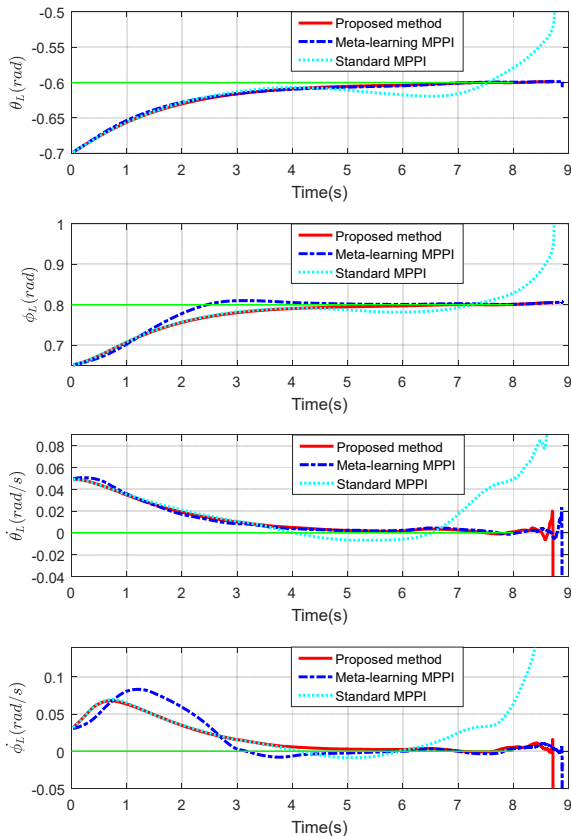 -0.5
-0.55
-0.6
-0.65
-0.7
θ_L(rad)
Proposed method
Meta-learning MPPI
Standard MPPI
0 1 2 3 4 5 6 7 8 9
Time(s)
1
0.9
0.8
0.7
ϕ_L(rad)
Proposed method
Meta-learning MPPI
Standard MPPI
0 1 2 3 4 5 6 7 8 9
Time(s)
0.08
0.06
0.04
0.02
0
-0.02
-0.04
θ̇_L(rad/s)
Proposed method
Meta-learning MPPI
Standard MPPI
0 1 2 3 4 5 6 7 8 9
Time(s)
0.1
0.05
0
-0.05
ϕ̇_L(rad/s)
Proposed method
Meta-learning MPPI
Standard MPPI
0 1 2 3 4 5 6 7 8 9
Time(s)